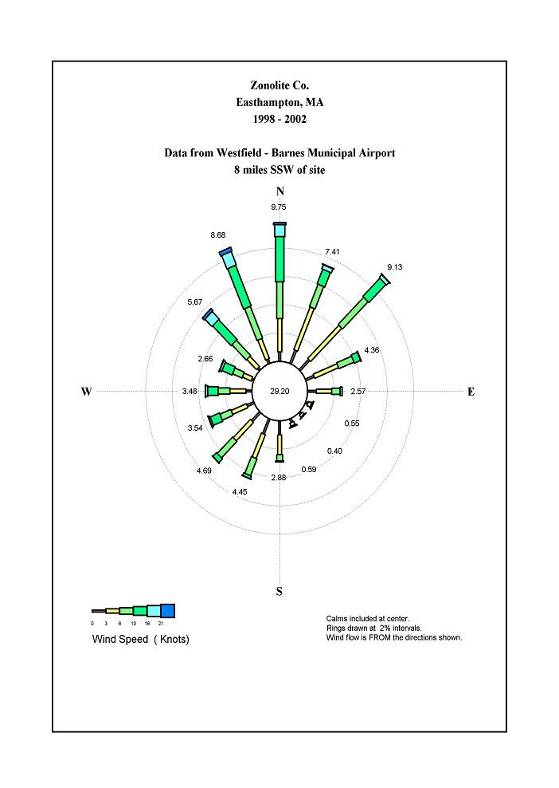 Zonolite Co.
Easthampton, MA
1998 - 2002
Data from Westfield - Barnes Municipal Airport
8 miles SSW of site
N
9.75
8.68
7.41
9.13
5.67
4.36
2.66
W
3.48
29.20
2.57
E
3.54
0.55
4.69
0.40
4.45
2.88
0.59
S
0 3 6 10 16 21
Wind Speed ( Knots)
Calms included at center.
Rings drawn at 2% intervals.
Wind flow is FROM the directions shown.